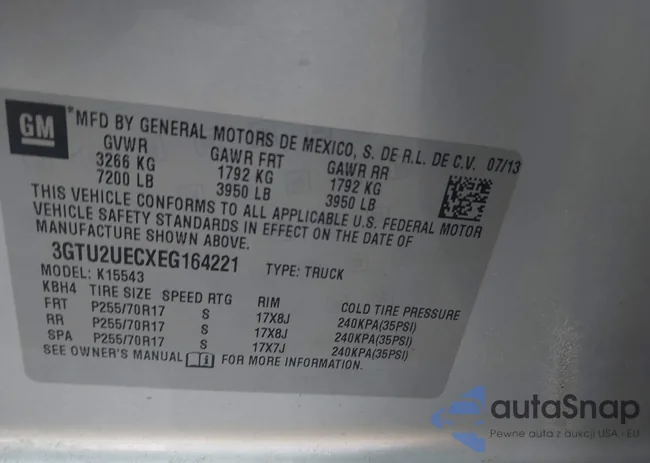 GM
*MFD BY GENERAL MOTORS DE MEXICO, S. DE R.L. DE C.V. 07/13
GVWR GAWR FRT GAWR RR
3266 KG 1792 KG 1792 KG
7200 LB 3950 LB 3950 LB
THIS VEHICLE CONFORMS TO ALL APPLICABLE U.S. FEDERAL MOTOR
VEHICLE SAFETY STANDARDS IN EFFECT ON THE DATE OF
MANUFACTURE SHOWN ABOVE.
3GTU2UECXEG164221 TYPE: TRUCK
MODEL: K15543
KBH4 TIRE SIZE SPEED RTG RIM COLD TIRE PRESSURE
FRT P255/70R17 S 17X8J 240KPA(35PSI)
RR P255/70R17 S 17X8J 240KPA(35PSI)
SPA P255/70R17 S 17X7J 240KPA(35PSI)
SEE OWNER'S MANUAL FOR MORE INFORMATION.
autaSnap
Pewne auta z aukcji USA - EU